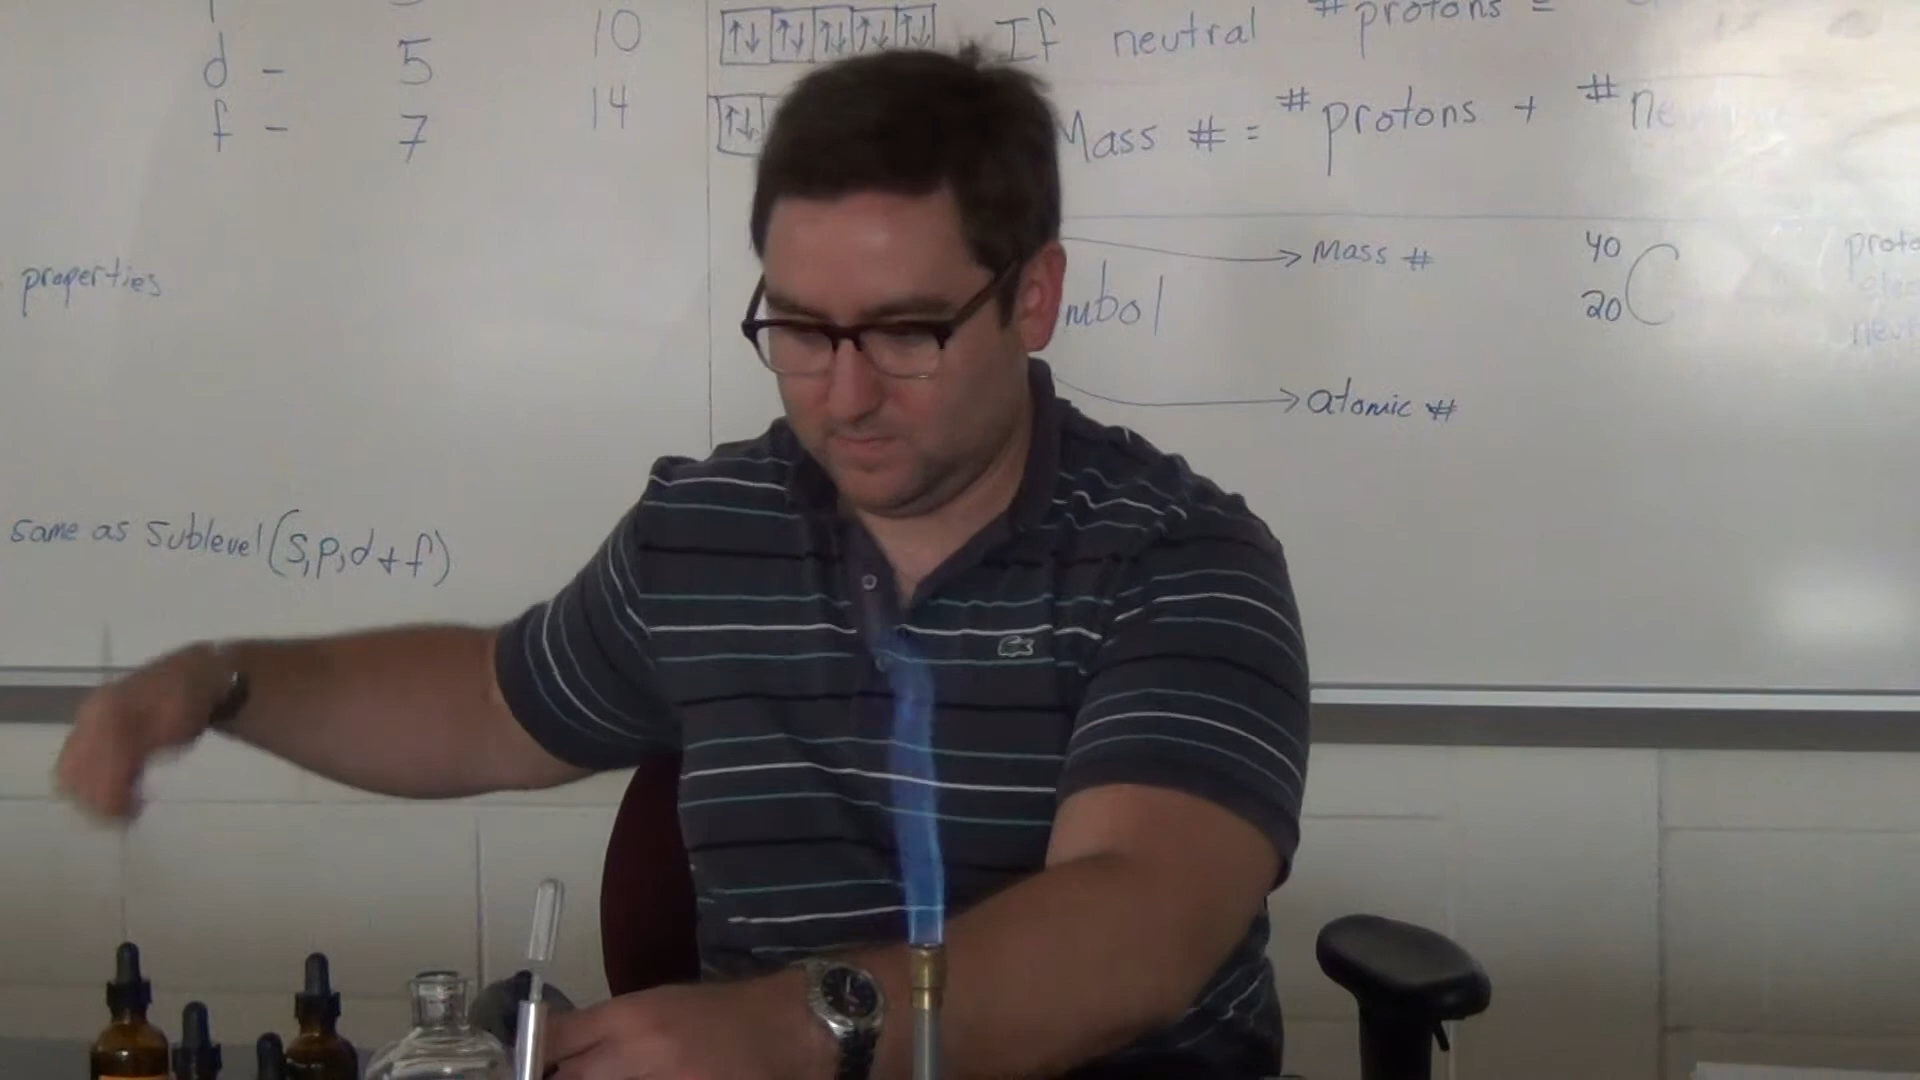 10
d - 5
f - 7 14
If neutral #protons =
Mass # = #protons + #
properties
mbol
Mass #
atomic #
40
20 C
same as sublevel (s,p,d+f)